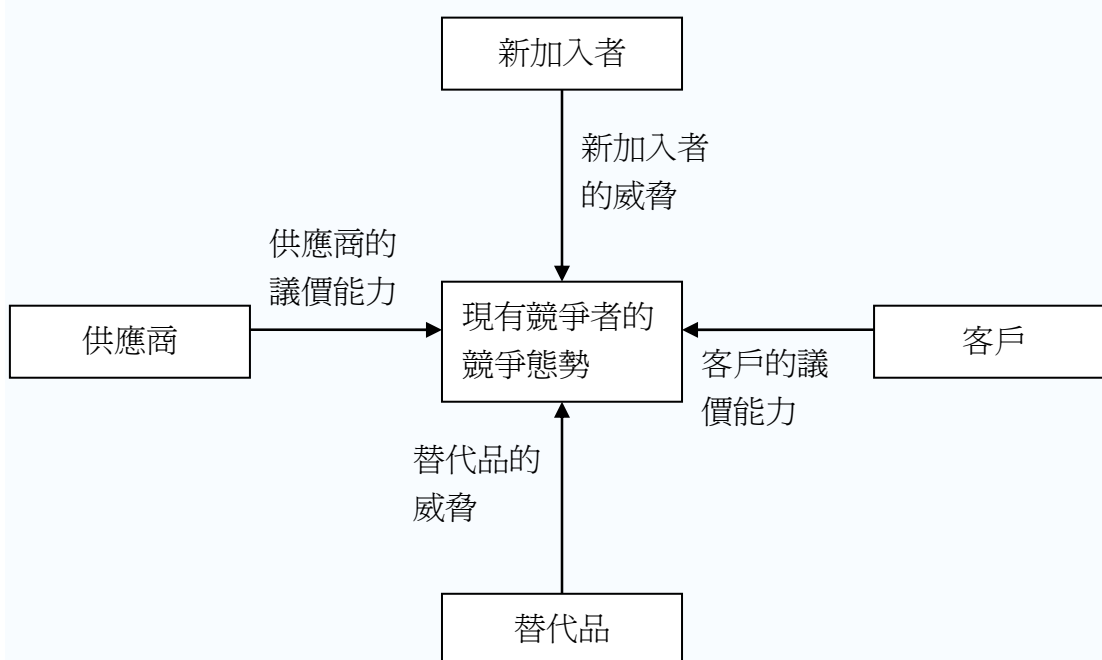 新加入者
新加入者
的威脅
供應商的
議價能力
供應商
現有競爭者的
競爭態勢
客戶
客戶的議
價能力
替代品的
威脅
替代品